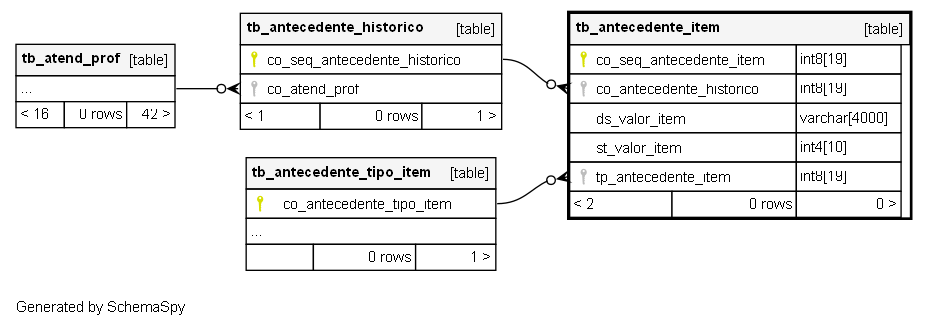 tb_atend_prof [table]
...
< 16 0 rows 42 >
tb_antecedente_historico [table]
co_seq_antecedente_historico
co_atend_prof
< 1 0 rows 1 >
tb_antecedente_tipo_item [table]
co_antecedente_tipo_item
...
0 rows 1 >
tb_antecedente_item [table]
co_seq_antecedente_item int8[19]
co_antecedente_historico int8[19]
ds_valor_item varchar[4000]
st_valor_item int4[10]
tp_antecedente_item int8[19]
< 2 0 rows 0 >
Generated by SchemaSpy